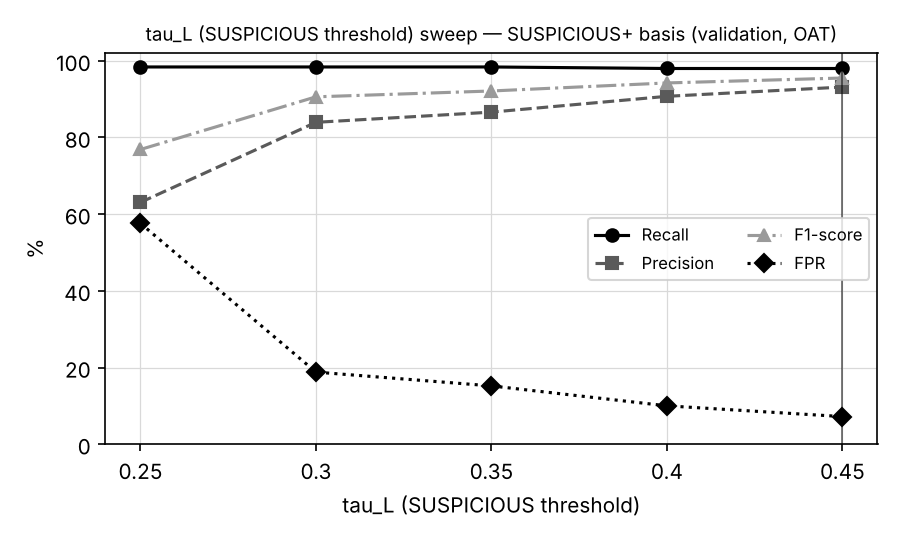 tau_L (SUSPICIOUS threshold) sweep — SUSPICIOUS+ basis (validation, OAT)
100
80
60
40
20
0
%
Recall
F1-score
Precision
FPR
0.25
0.3
0.35
0.4
0.45
tau_L (SUSPICIOUS threshold)